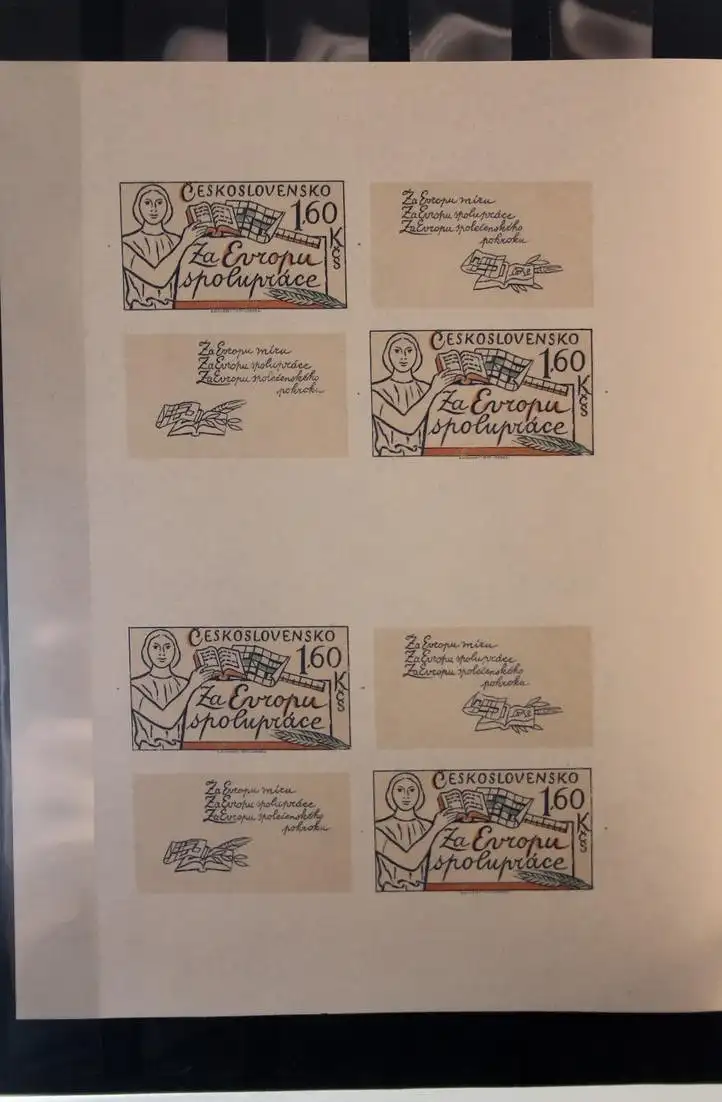 ČESKOSLOVENSKO
1,60
Kčs
Za Evropu
spolupráce
Za Evropu míru
Za Evropu spolupráce
Za Evropu společenského
pokroku
Za Evropu míru
Za Evropu spolupráce
Za Evropu společenského
pokroku
ČESKOSLOVENSKO
1,60
Kčs
Za Evropu
spolupráce
ČESKOSLOVENSKO
1,60
Kčs
Za Evropu
spolupráce
Za Evropu míru
Za Evropu spolupráce
Za Evropu společenského
pokroku
Za Evropu míru
Za Evropu spolupráce
Za Evropu společenského
pokroku
ČESKOSLOVENSKO
1,60
Kčs
Za Evropu
spolupráce